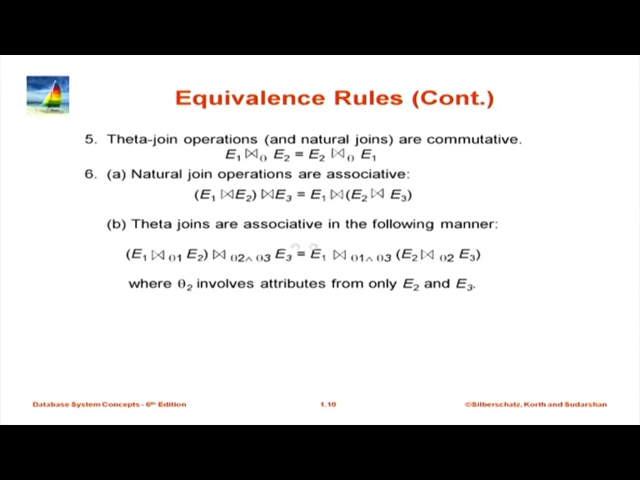 Equivalence Rules (Cont.)
5. Theta-join operations (and natural joins) are commutative.
E₁ ⋈θ E₂ = E₂ ⋈θ E₁
6. (a) Natural join operations are associative:
(E₁ ⋈ E₂) ⋈ E₃ = E₁ ⋈ (E₂ ⋈ E₃)
(b) Theta joins are associative in the following manner:
(E₁ ⋈ θ1 E₂) ⋈ θ2∧ θ3 E₃ = E₁ ⋈ θ1∧ θ3 (E₂ ⋈ θ2 E₃)
where θ₂ involves attributes from only E₂ and E₃.
Database System Concepts - 6th Edition 1.10 ©Silberschatz, Korth and Sudarshan